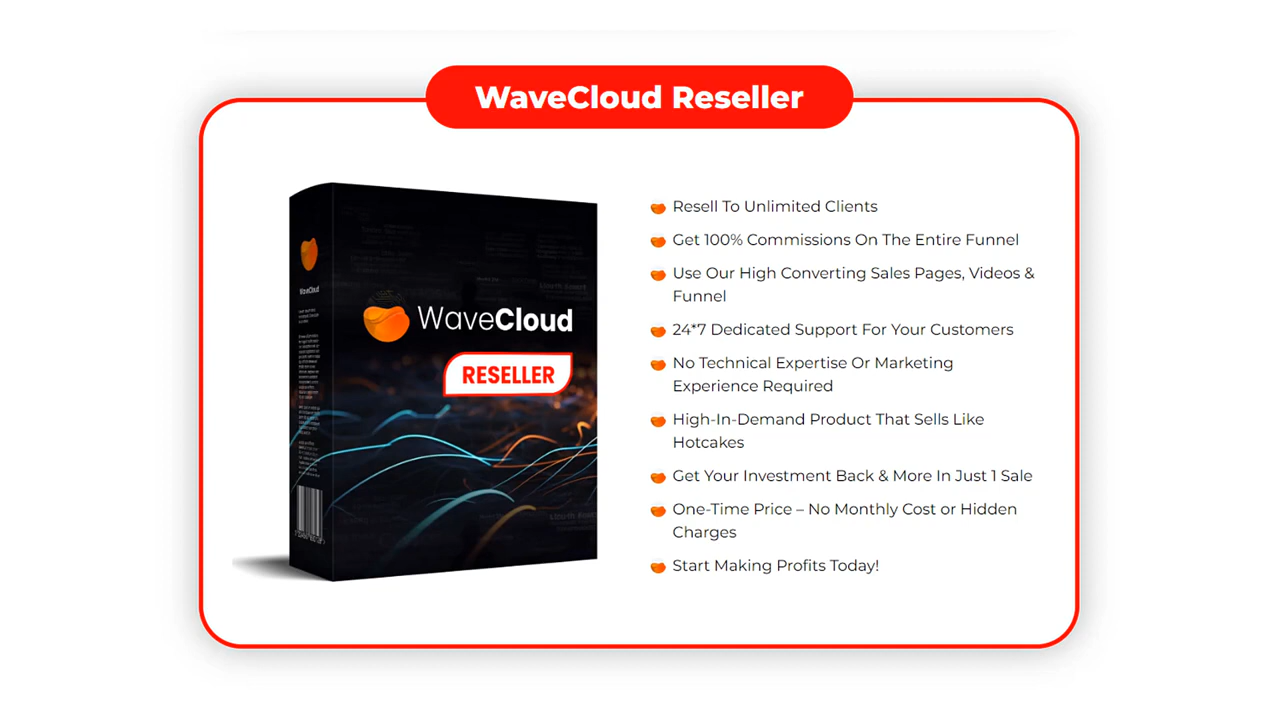 WaveCloud Reseller
WaveCloud
RESELLER
WaveCloud
Resell To Unlimited Clients
Get 100% Commissions On The Entire Funnel
Use Our High Converting Sales Pages, Videos &
Funnel
24*7 Dedicated Support For Your Customers
No Technical Expertise Or Marketing
Experience Required
High-In-Demand Product That Sells Like
Hotcakes
Get Your Investment Back & More In Just 1 Sale
One-Time Price – No Monthly Cost or Hidden
Charges
Start Making Profits Today!